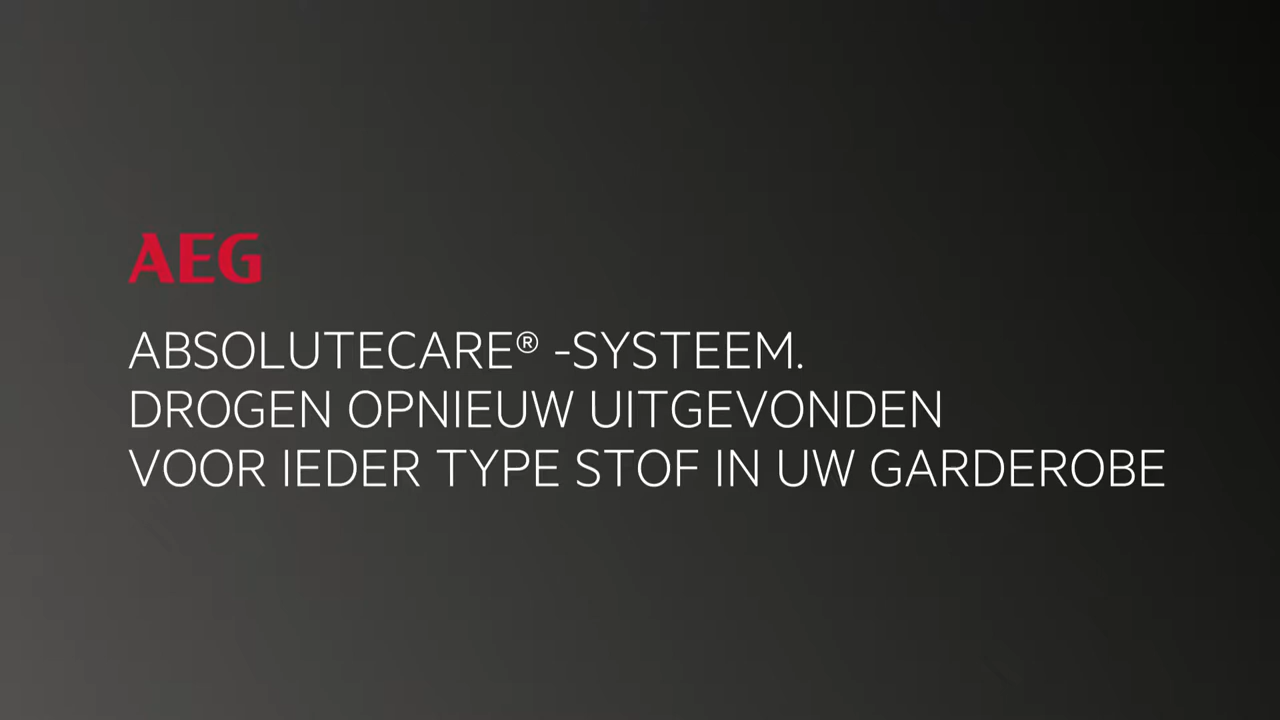 AEG
ABSOLUTECARE® -SYSTEEM.
DROGEN OPNIEUW UITGEVONDEN
VOOR IEDER TYPE STOF IN UW GARDEROBE